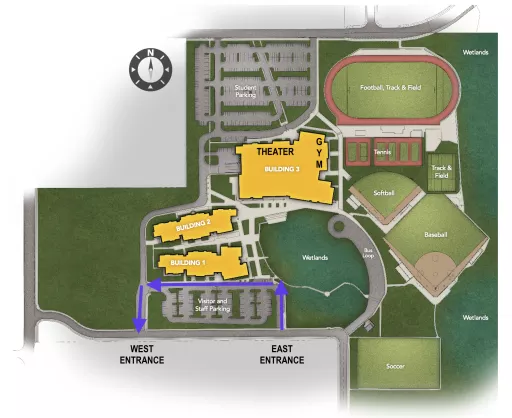 Wetlands
N
Student
Parking
Football, Track & Field
THEATER
GYM
BUILDING 3
Tennis
Track &
Field
Softball
BUILDING 2
Baseball
Bus
Loop
Wetlands
BUILDING 1
Visitor and
Staff Parking
Wetlands
WEST
ENTRANCE
EAST
ENTRANCE
Soccer